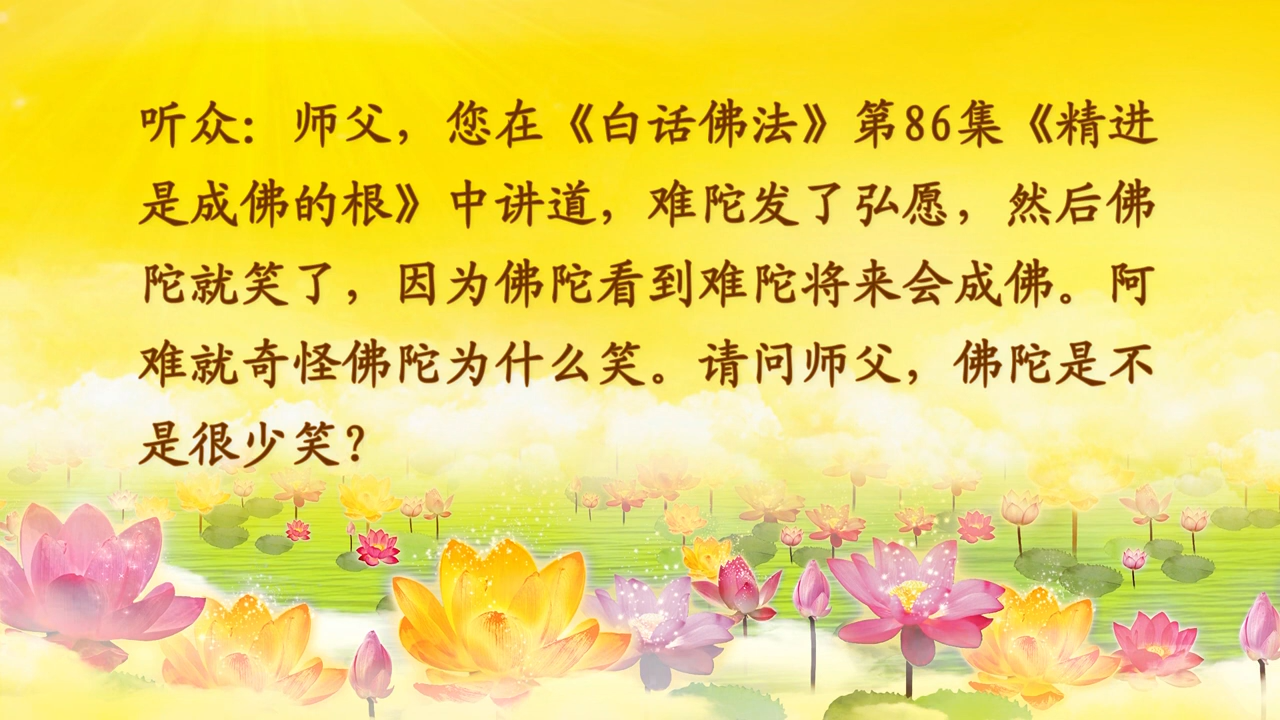 听众：师父，您在《白话佛法》第86集《精进
是成佛的根》中讲道，难陀发了弘愿，然后佛
陀就笑了，因为佛陀看到难陀将来会成佛。阿
难就奇怪佛陀为什么笑。请问师父，佛陀是不
是很少笑？